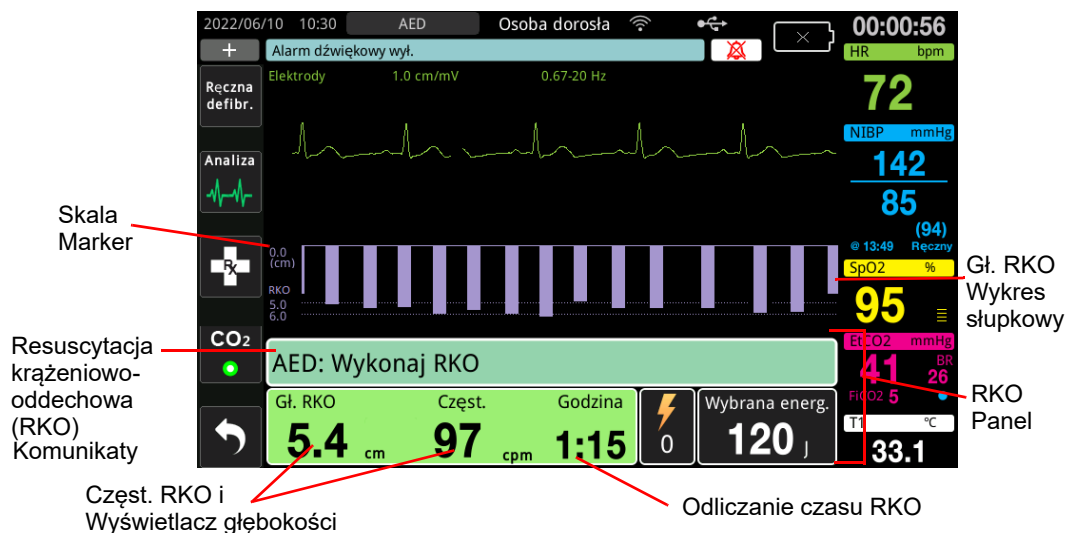 2022/06/10 10:30 AED Osoba dorosła 00:00:56
+ Alarm dźwiękowy wył. HR bpm
Elektrody 1.0 cm/mV 0.67-20 Hz
72
Ręczna
defibr.
NIBP mmHg
142
85
(94)
@ 13:49 Ręczny
Analiza
Skala
Marker
0.0
(cm)
RKO
5.0
6.0
Rx
SpO2 %
95
Gł. RKO
Wykres
słupkowy
CO2
EtCO2 mmHg
41
BR
26
FiCO2 5
Resuscytacja
krążeniowo-
oddechowa
(RKO)
Komunikaty
AED: Wykonaj RKO
RKO
Panel
Gł. RKO Częst. Godzina
5.4 cm 97 cpm 1:15
0
Wybrana energ.
120 J
T1 °C
33.1
Częst. RKO i
Wyświetlacz głębokości
Odliczanie czasu RKO